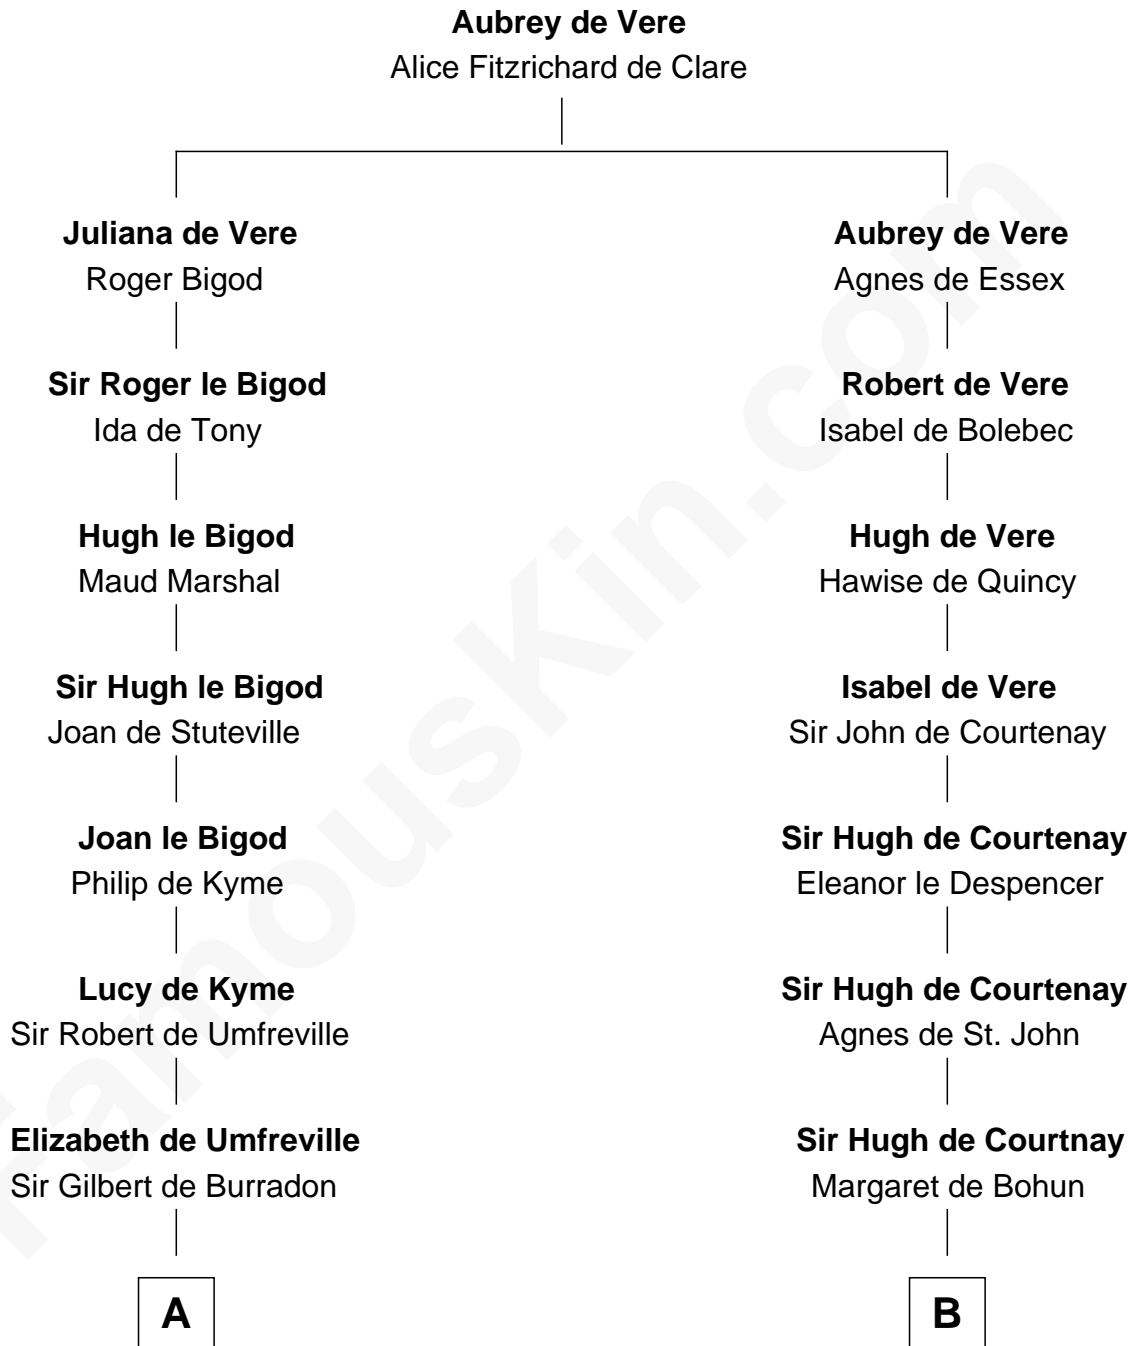 Aubrey de Vere
Alice Fitzrichard de Clare
Juliana de Vere
Roger Bigod
Aubrey de Vere
Agnes de Essex
Sir Roger le Bigod
Ida de Tony
Robert de Vere
Isabel de Bolebec
Hugh le Bigod
Maud Marshal
Hugh de Vere
Hawise de Quincy
Sir Hugh le Bigod
Joan de Stuteville
Isabel de Vere
Sir John de Courtenay
Joan le Bigod
Philip de Kyme
Sir Hugh de Courtenay
Eleanor le Despencer
Lucy de Kyme
Sir Robert de Umfreville
Sir Hugh de Courtenay
Agnes de St. John
Elizabeth de Umfreville
Sir Gilbert de Burradon
Sir Hugh de Courtnay
Margaret de Bohun
A
B
FamousKin.com